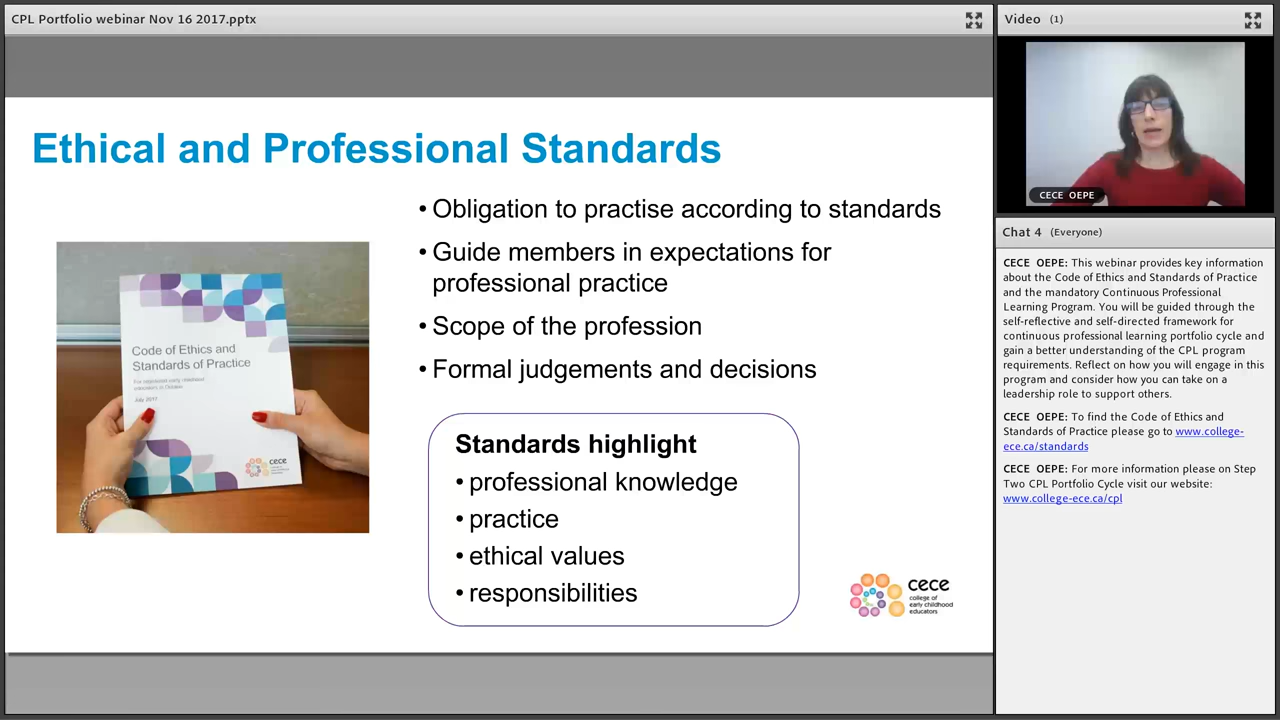 CPL Portfolio webinar Nov 16 2017.pptx
Ethical and Professional Standards
• Obligation to practise according to standards
• Guide members in expectations for
professional practice
• Scope of the profession
• Formal judgements and decisions
Code of Ethics and
Standards of Practice
For registered early childhood
educators in Ontario
July 2017
cece
Standards highlight
• professional knowledge
• practice
• ethical values
• responsibilities
cece
college of
early childhood
educators
Video (1)
CECE OEPE
Chat 4 (Everyone)
CECE OEPE: This webinar provides key information
about the Code of Ethics and Standards of Practice
and the mandatory Continuous Professional
Learning Program. You will be guided through the
self-reflective and self-directed framework for
continuous professional learning portfolio cycle and
gain a better understanding of the CPL program
requirements. Reflect on how you will engage in this
program and consider how you can take on a
leadership role to support others.
CECE OEPE: To find the Code of Ethics and
Standards of Practice please go to www.college-
ece.ca/standards
CECE OEPE: For more information please on Step
Two CPL Portfolio Cycle visit our website:
www.college-ece.ca/cpl